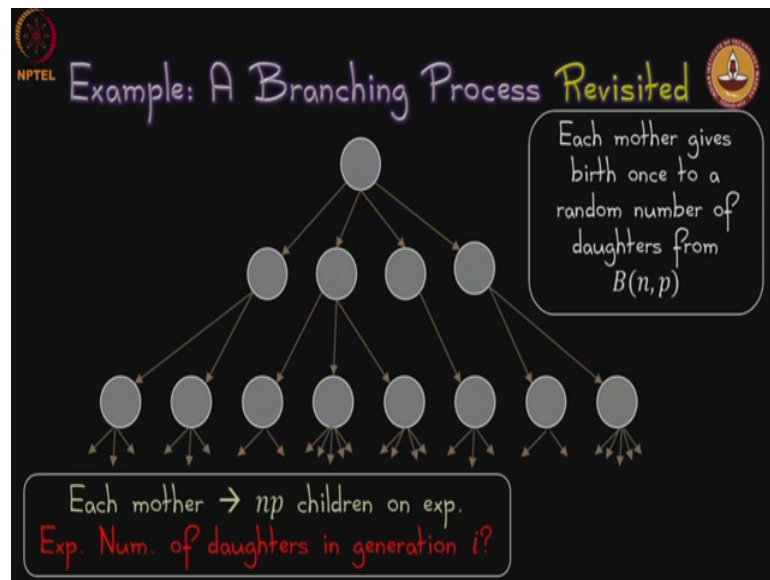 NPTEL
Example: A Branching Process Revisited
Each mother gives
birth once to a
random number of
daughters from
B(n, p)
Each mother → np children on exp.
Exp. Num. of daughters in generation i?